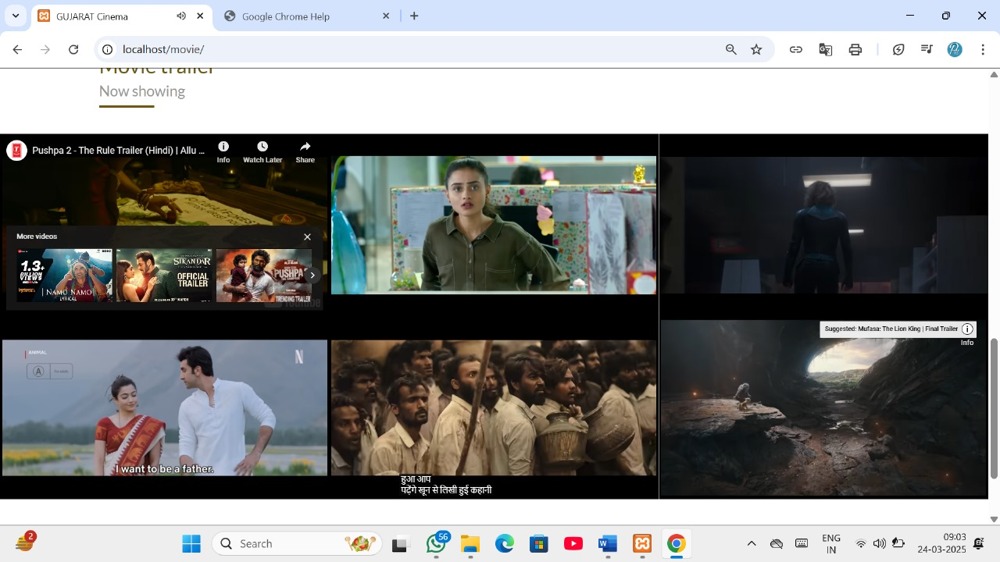 GUJARAT Cinema
Google Chrome Help
localhost/movie/
Movie trailer
Now showing
Pushpa 2 - The Rule Trailer (Hindi) | Allu ...
Info
Watch Later
Share
More videos
1.3+
BILLION
NAMO NAMO
LYRICAL
SIKANDAR
OFFICIAL
TRAILER
PUSHPA
TRENDING TRAILER
YouTube
Suggested: Mufasa: The Lion King | Final Trailer
Info
ANIMAL
A
N
I want to be a father.
हुआ आप
पढ़ेंगे खून से लिखी हुई कहानी
2
Search
56
ENG
IN
09:03
24-03-2025